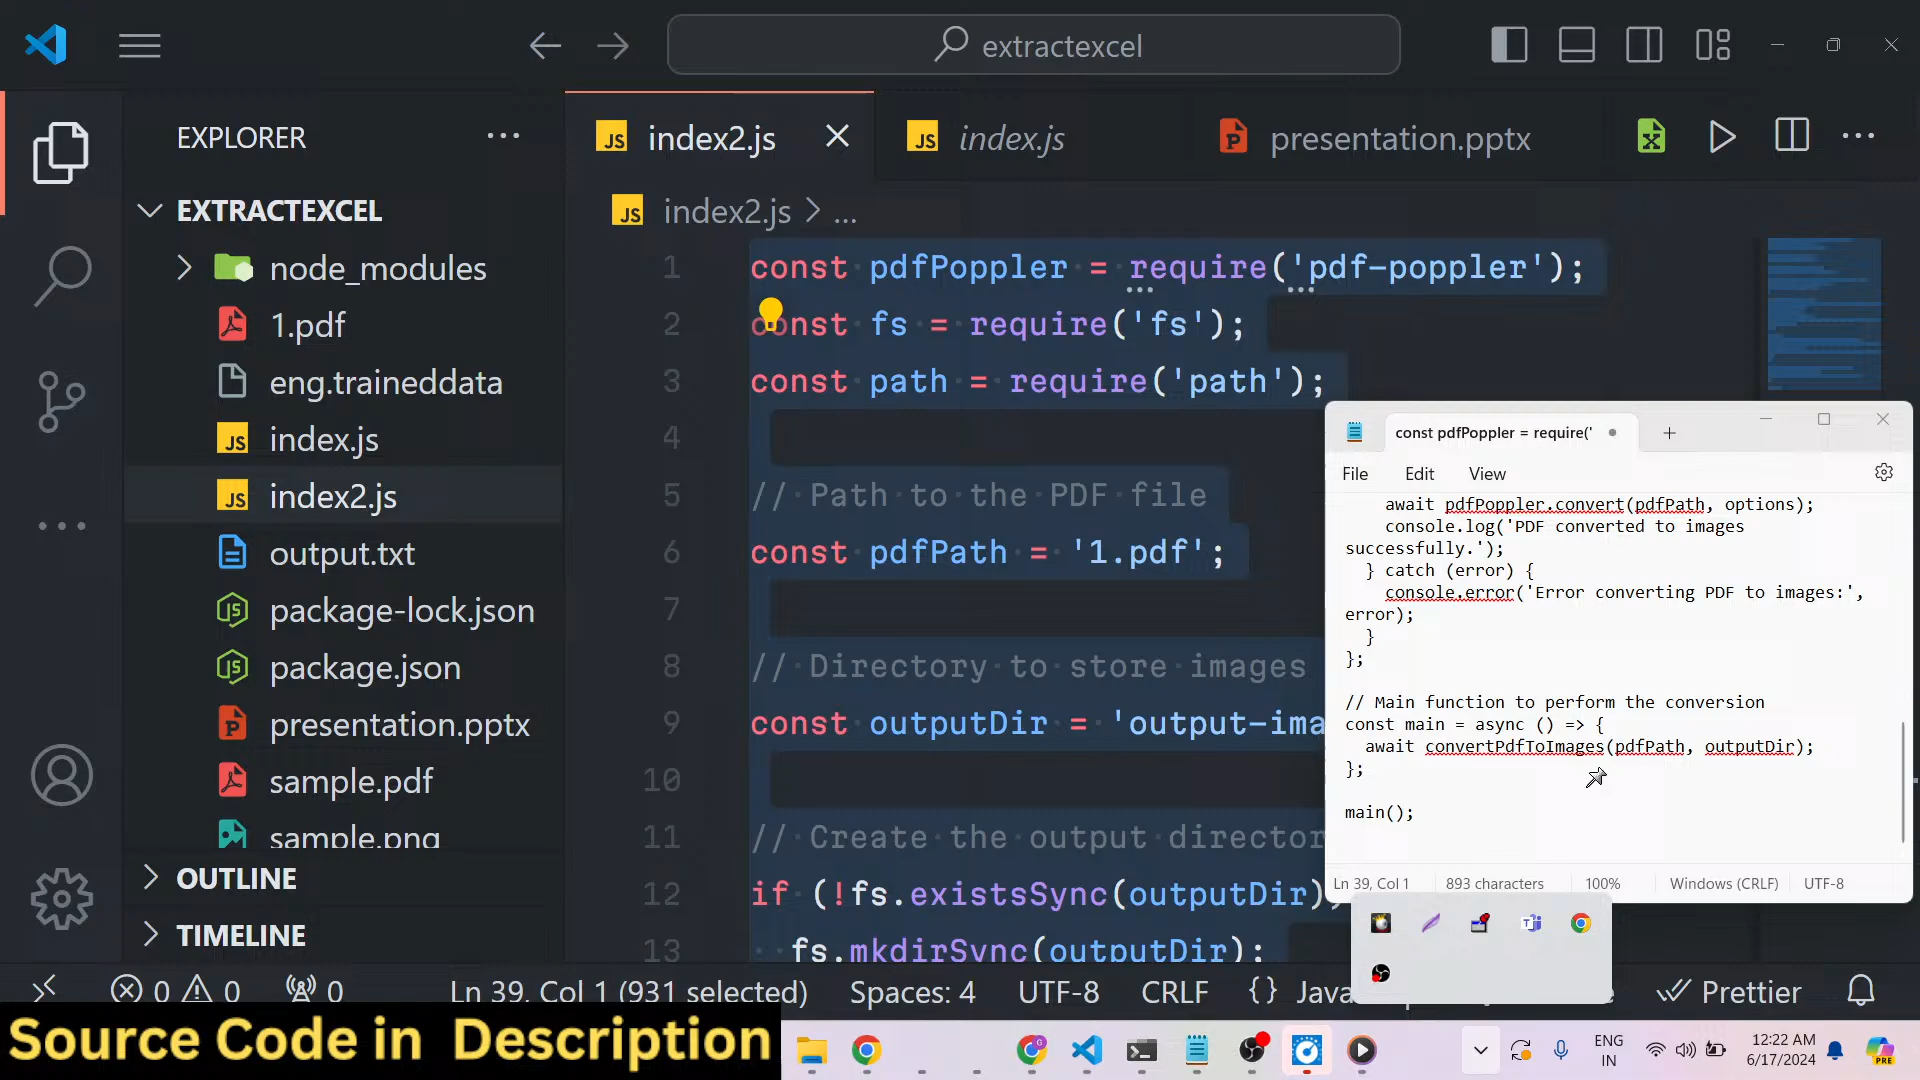 extractexcel
EXPLORER
JS index2.js
JS index.js
P presentation.pptx
EXTRACTEXCEL
JS index2.js > ...
node_modules
1.pdf
eng.traineddata
JS index.js
JS index2.js
output.txt
JS package-lock.json
JS package.json
P presentation.pptx
sample.pdf
sample.png
OUTLINE
TIMELINE
1 const pdfPoppler = require('pdf-poppler');
2 const fs = require('fs');
3 const path = require('path');
4
5 // Path to the PDF file
6 const pdfPath = '1.pdf';
7
8 // Directory to store images
9 const outputDir = 'output-ima
10
11 // Create the output director
12 if (!fs.existsSync(outputDir)
13 fs.mkdirSync(outputDir);
const pdfPoppler = require('
File Edit View
await pdfPoppler.convert(pdfPath, options);
console.log('PDF converted to images
successfully.');
} catch (error) {
console.error('Error converting PDF to images:',
error);
}
};
// Main function to perform the conversion
const main = async () => {
await convertPdfToImages(pdfPath, outputDir);
};
main();
Ln 39, Col 1 893 characters 100% Windows (CRLF) UTF-8
0 0 0 Ln 39, Col 1 (931 selected) Spaces: 4 UTF-8 CRLF {} Java Prettier
Source Code in Description
ENG
IN
12:22 AM
6/17/2024
PRE